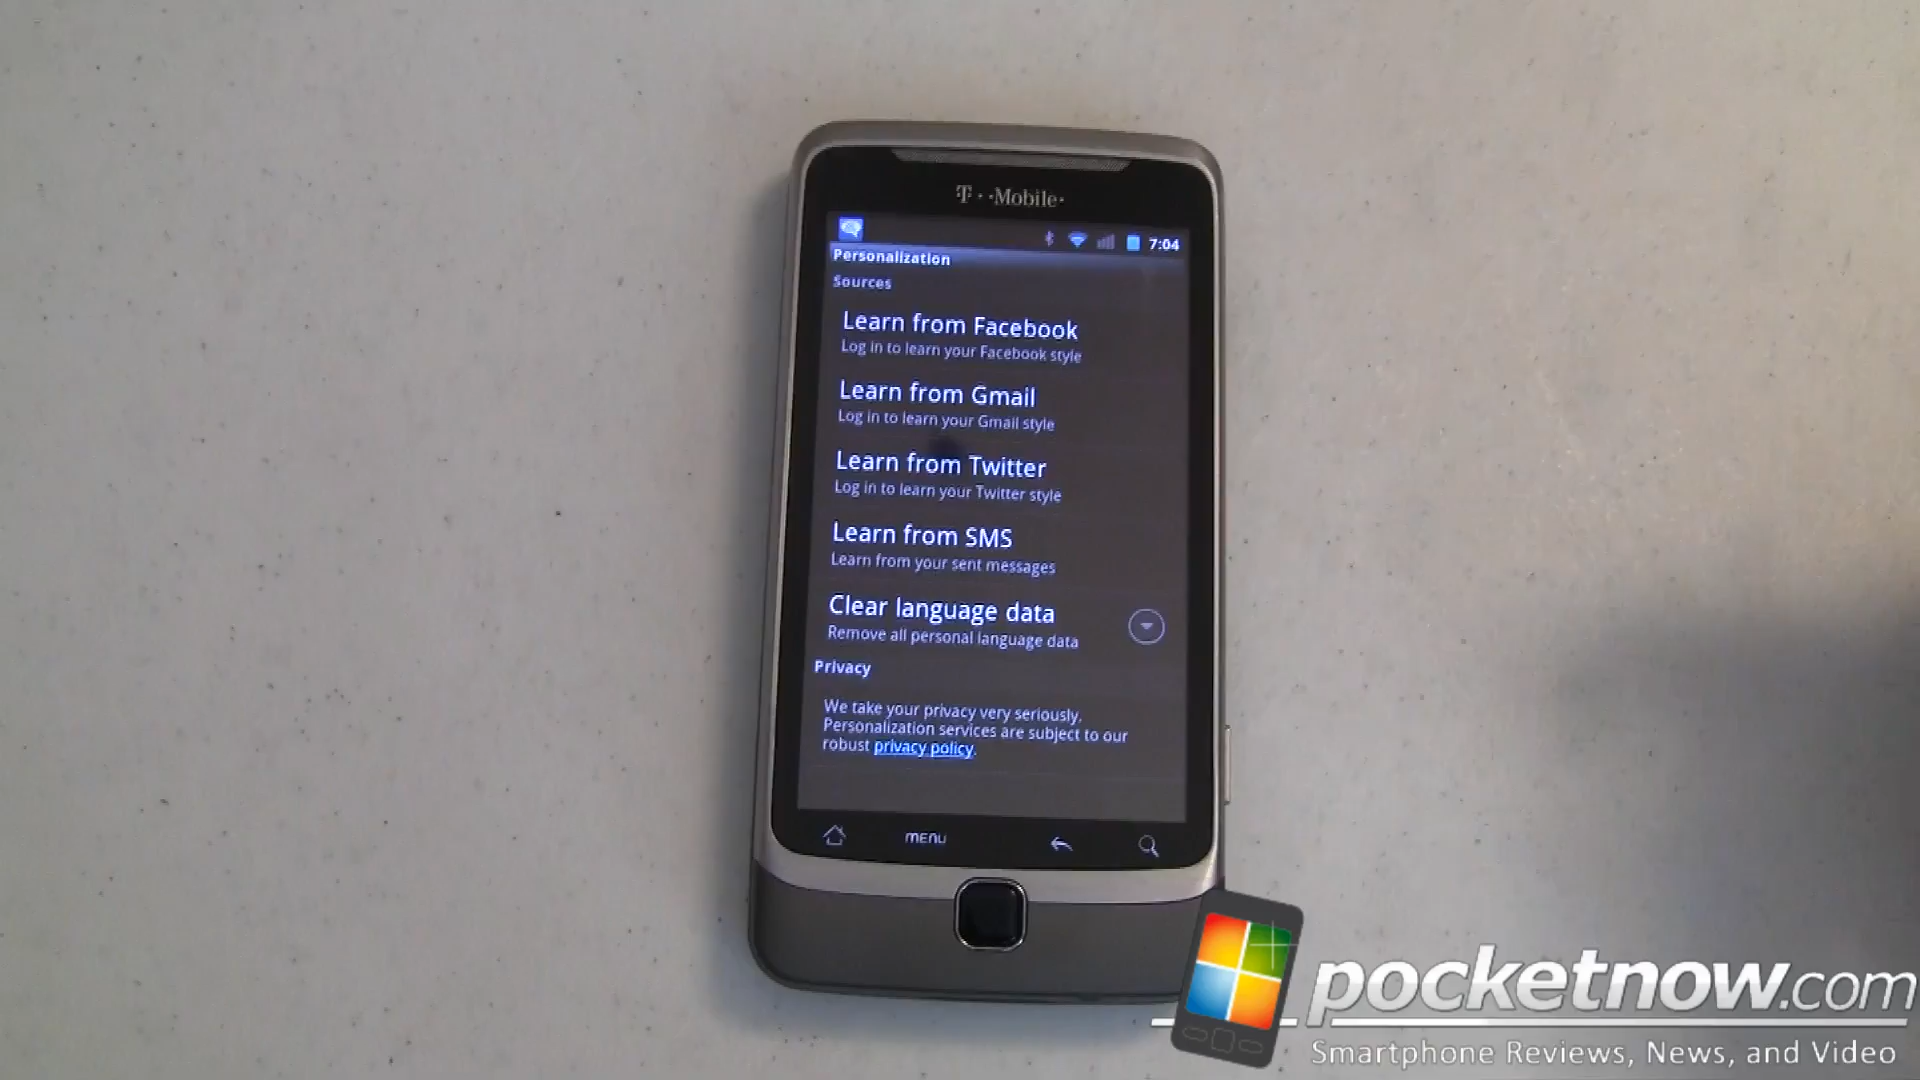 T··Mobile·
7:04
Personalization
Sources
Learn from Facebook
Log in to learn your Facebook style
Learn from Gmail
Log in to learn your Gmail style
Learn from Twitter
Log in to learn your Twitter style
Learn from SMS
Learn from your sent messages
Clear language data
Remove all personal language data
Privacy
We take your privacy very seriously.
Personalization services are subject to our
robust privacy policy.
MENU
pocketnow.com
Smartphone Reviews, News, and Video